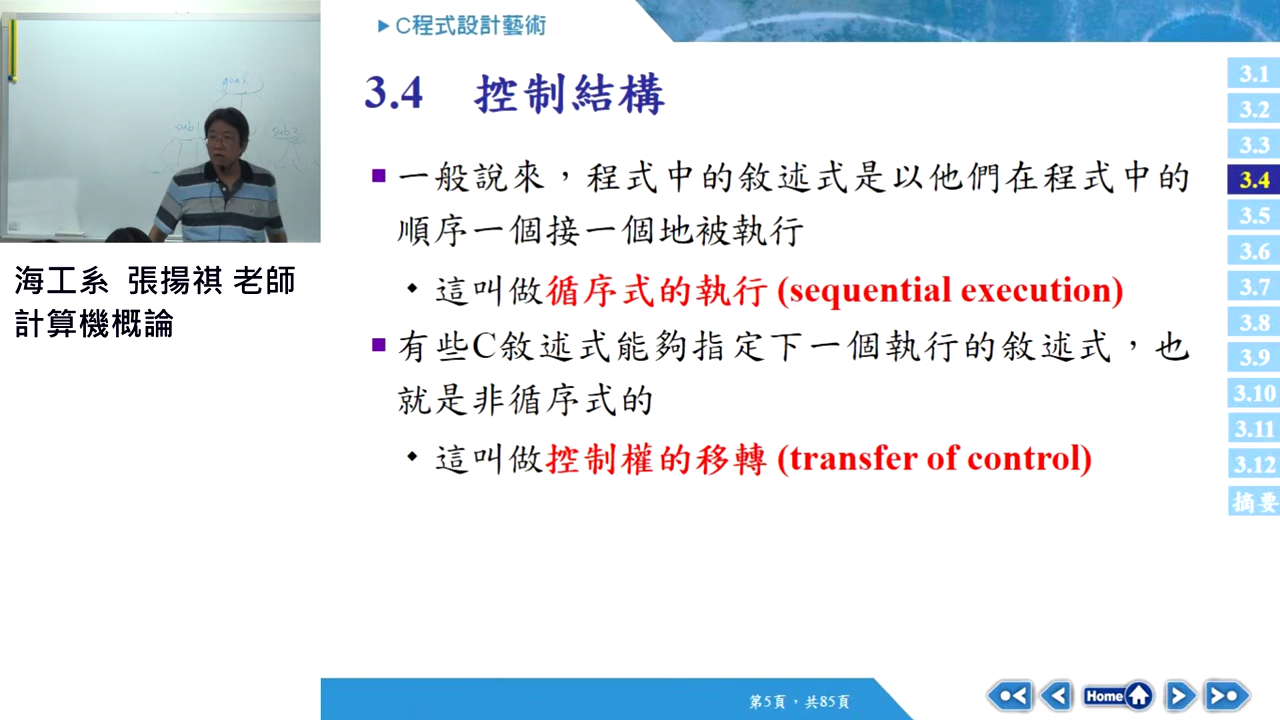 C程式設計藝術
3.4 控制結構
一般說來，程式中的敘述式是以他們在程式中的
順序一個接一個地被執行
這叫做循序式的執行 (sequential execution)
有些C敘述式能夠指定下一個執行的敘述式，也
就是非循序式的
這叫做控制權的移轉 (transfer of control)
goal
sub1
sub2
海工系 張揚祺 老師
計算機概論
3.1
3.2
3.3
3.4
3.5
3.6
3.7
3.8
3.9
3.10
3.11
3.12
摘要
第5頁，共85頁
Home